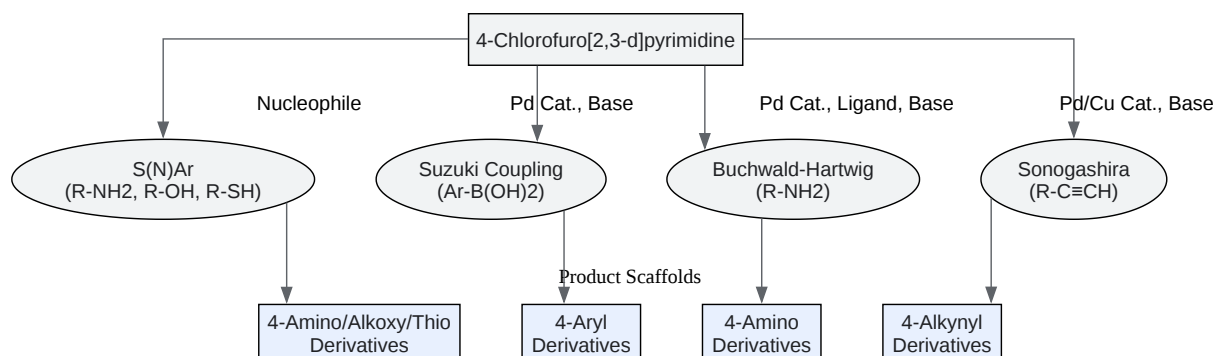 4-Chlorofuro[2,3-d]pyrimidine
Nucleophile
Pd Cat., Base
Pd Cat., Ligand, Base
Pd/Cu Cat., Base
S(N)Ar
(R-NH2, R-OH, R-SH)
Suzuki Coupling
(Ar-B(OH)2)
Buchwald-Hartwig
(R-NH2)
Sonogashira
(R-C≡CH)
Product Scaffolds
4-Amino/Alkoxy/Thio
Derivatives
4-Aryl
Derivatives
4-Amino
Derivatives
4-Alkynyl
Derivatives